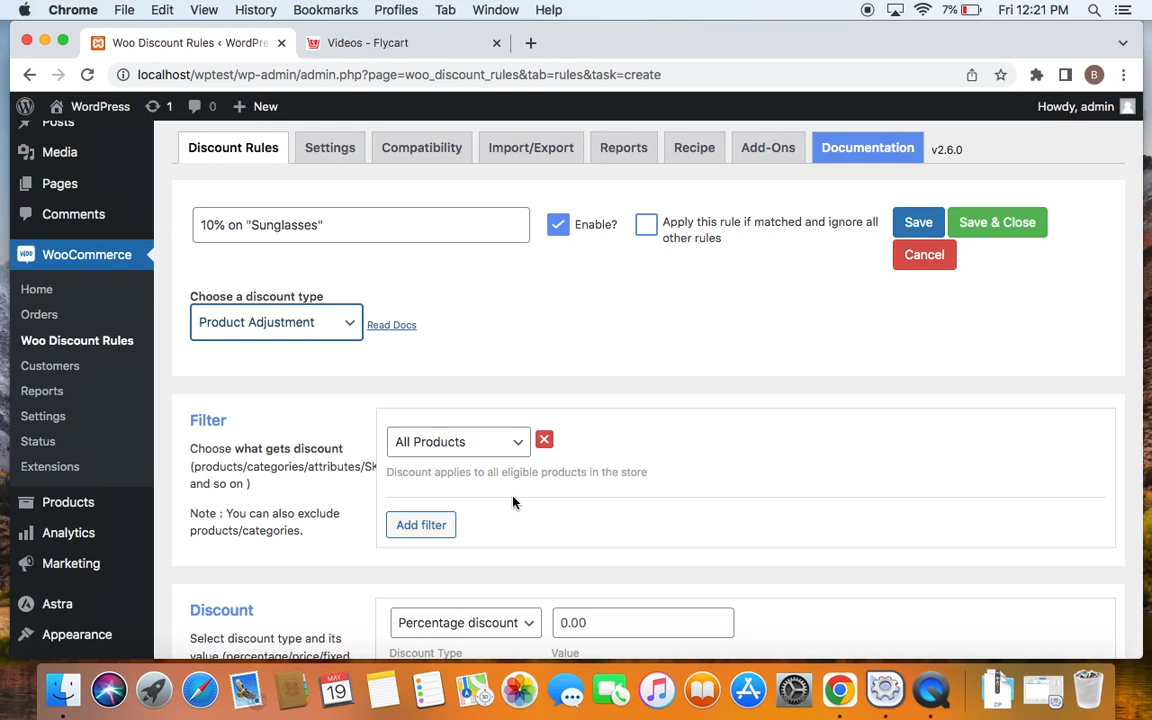 Chrome File Edit View History Bookmarks Profiles Tab Window Help 7% Fri 12:21 PM
Woo Discount Rules ‹ WordPre Videos - Flycart
localhost/wptest/wp-admin/admin.php?page=woo_discount_rules&tab=rules&task=create B
WordPress 1 0 New Howdy, admin
Posts
Media
Pages
Comments
WooCommerce
Home
Orders
Woo Discount Rules
Customers
Reports
Settings
Status
Extensions
Products
Analytics
Marketing
Astra
Appearance
Discount Rules Settings Compatibility Import/Export Reports Recipe Add-Ons Documentation v2.6.0
10% on "Sunglasses" Enable? Apply this rule if matched and ignore all
other rules
Save Save & Close
Cancel
Choose a discount type
Product Adjustment Read Docs
Filter
Choose what gets discount
(products/categories/attributes/SK
and so on )
Note : You can also exclude
products/categories.
All Products
Discount applies to all eligible products in the store
Add filter
Discount
Select discount type and its
value (percentage/price/fixed
Percentage discount 0.00
Discount Type Value
MAY
19
ZIP